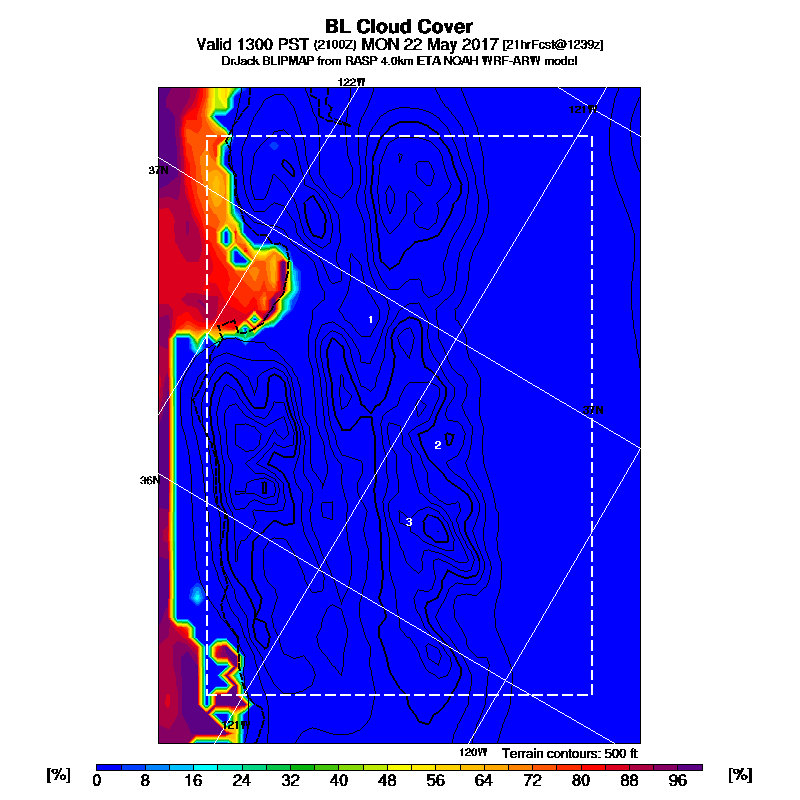 BL Cloud Cover
Valid 1300 PST (2100Z) MON 22 May 2017 [21hrFcst@1239z]
DrJack BLIPMAP from RASP 4.0km ETA NOAH WRF-ARW model
122W
121W
37N
1
37N
2
36N
3
121W
120W Terrain contours: 500 ft
[%] 0 8 16 24 32 40 48 56 64 72 80 88 96 [%]